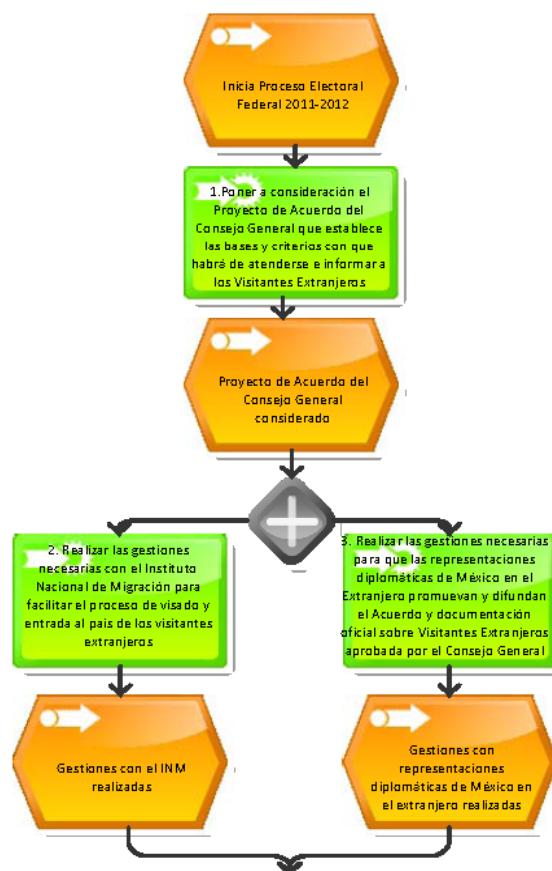 Inicia Proceso Electoral
Federal 2011-2012
1.Poner a consideración el
Proyecto de Acuerdo del
Consejo General que establece
las bases y criterios con que
habrá de atenderse e informar a
los Visitantes Extranjeros
Proyecto de Acuerdo del
Consejo General
considerado
2. Realizar las gestiones
necesarias con el Instituto
Nacional de Migración para
facilitar el proceso de visado y
entrada al país de los visitantes
extranjeros
3. Realizar las gestiones necesarias
para que las representaciones
diplomáticas de México en el
Extranjero promuevan y difundan
el Acuerdo y documentación
oficial sobre Visitantes Extranjeros
aprobada por el Consejo General
Gestiones con el INM
realizadas
Gestiones con
representaciones
diplomáticas de México en
el extranjero realizadas